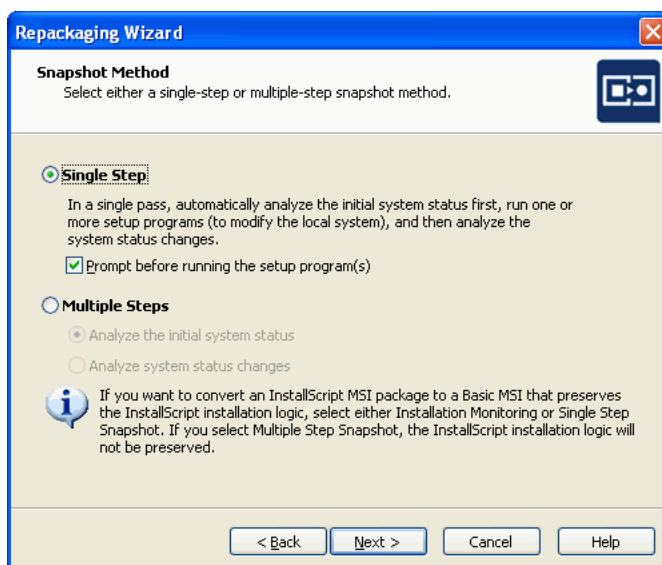 Repackaging Wizard
Snapshot Method
Select either a single-step or multiple-step snapshot method.
Single Step
In a single pass, automatically analyze the initial system status first, run one or
more setup programs (to modify the local system), and then analyze the
system status changes.
Prompt before running the setup program(s)
Multiple Steps
Analyze the initial system status
Analyze system status changes
If you want to convert an InstallScript MSI package to a Basic MSI that preserves
the InstallScript installation logic, select either Installation Monitoring or Single Step
Snapshot. If you select Multiple Step Snapshot, the InstallScript installation logic will
not be preserved.
< Back Next > Cancel Help